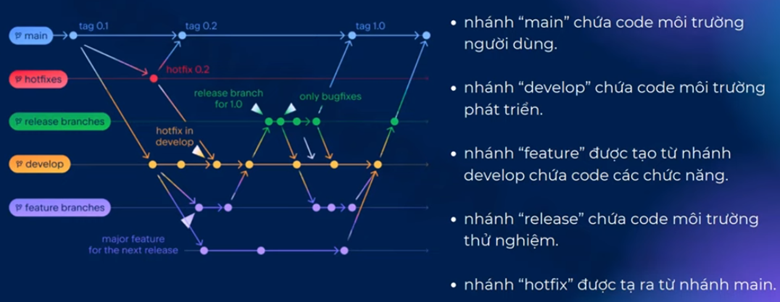 tag 0.1
tag 0.2
tag 1.0
main
hotfix 0.2
hotfixes
release branch
for 1.0
only bugfixes
release branches
hotfix in
develop
develop
feature branches
major feature
for the next release
• nhánh “main” chứa code môi trường
người dùng.
• nhánh “develop” chứa code môi trường
phát triển.
• nhánh “feature” được tạo từ nhánh
develop chứa code các chức năng.
• nhánh “release” chứa code môi trường
thử nghiệm.
• nhánh “hotfix” được tạ ra từ nhánh main.